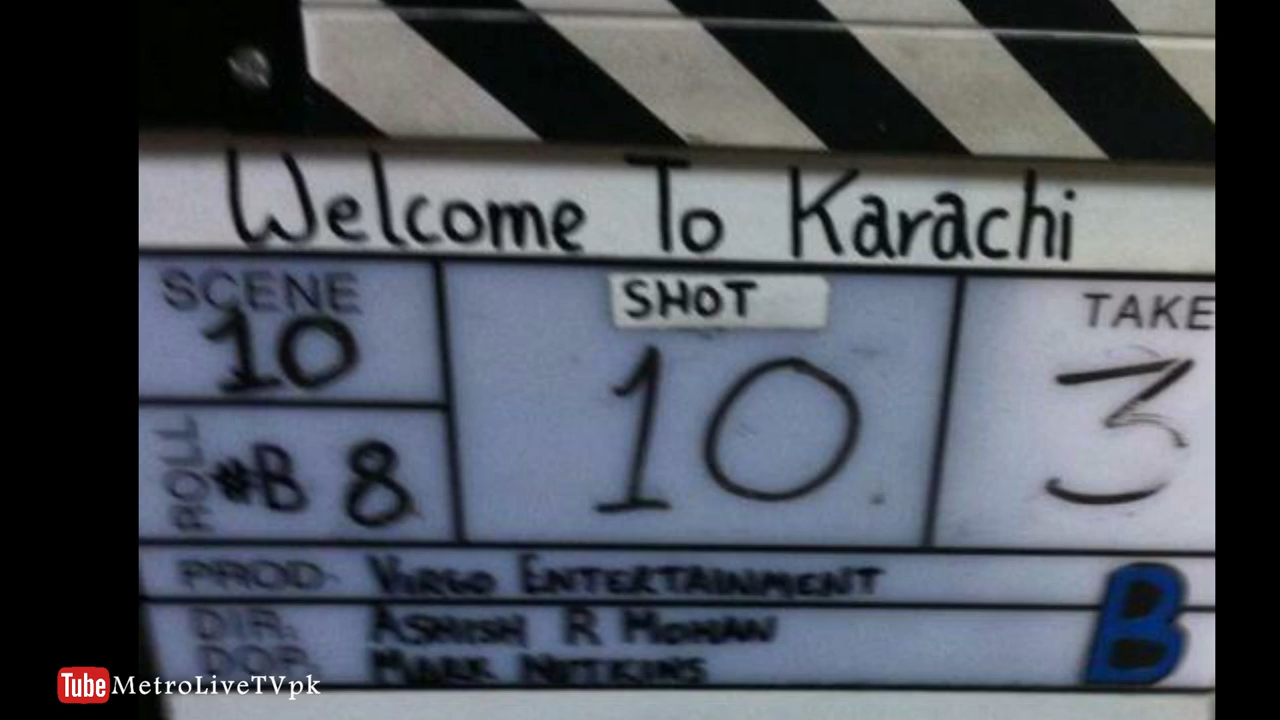 Welcome To Karachi
SCENE
10
SHOT
10
TAKE
3
ROLL
#B 8
PROD. VIRGO ENTERTAINMENT
DIR. ASHISH R MOHAN
DOP. MARK NUTKINS
B
Tube MetroLiveTVpk